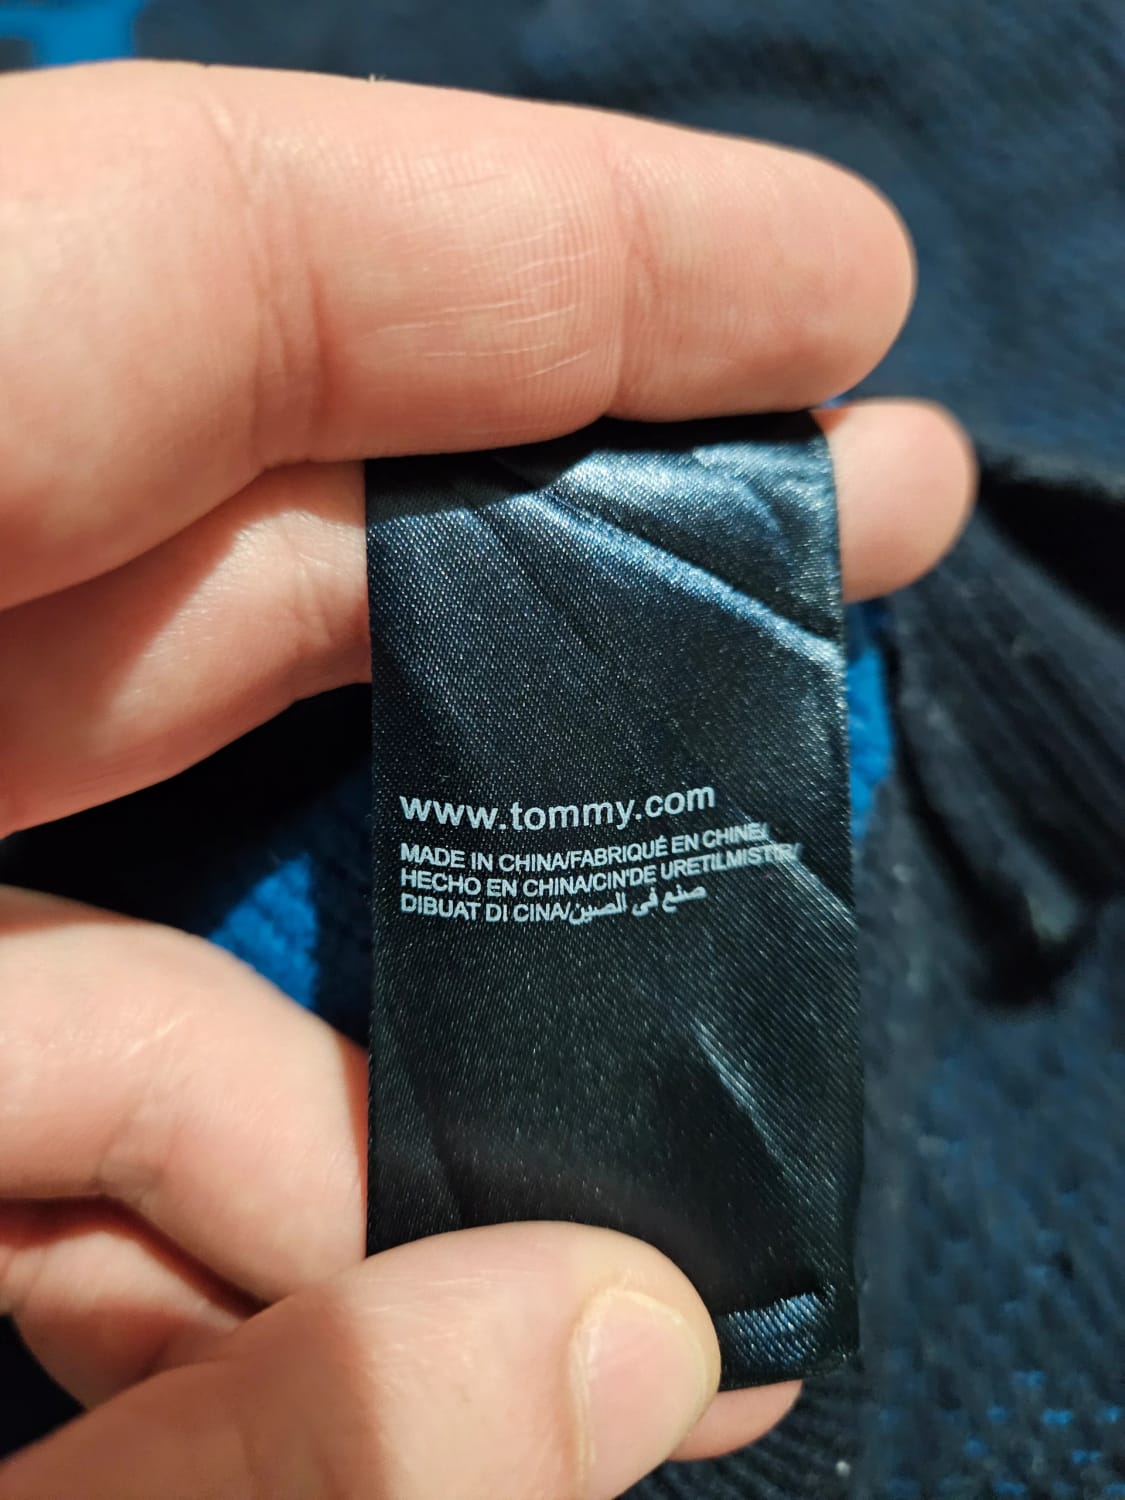 www.tommy.com
MADE IN CHINA/FABRIQUÉ EN CHINE/
HECHO EN CHINA/CIN'DE URETILMISTIR/
DIBUAT DI CINA/صنع في الصين